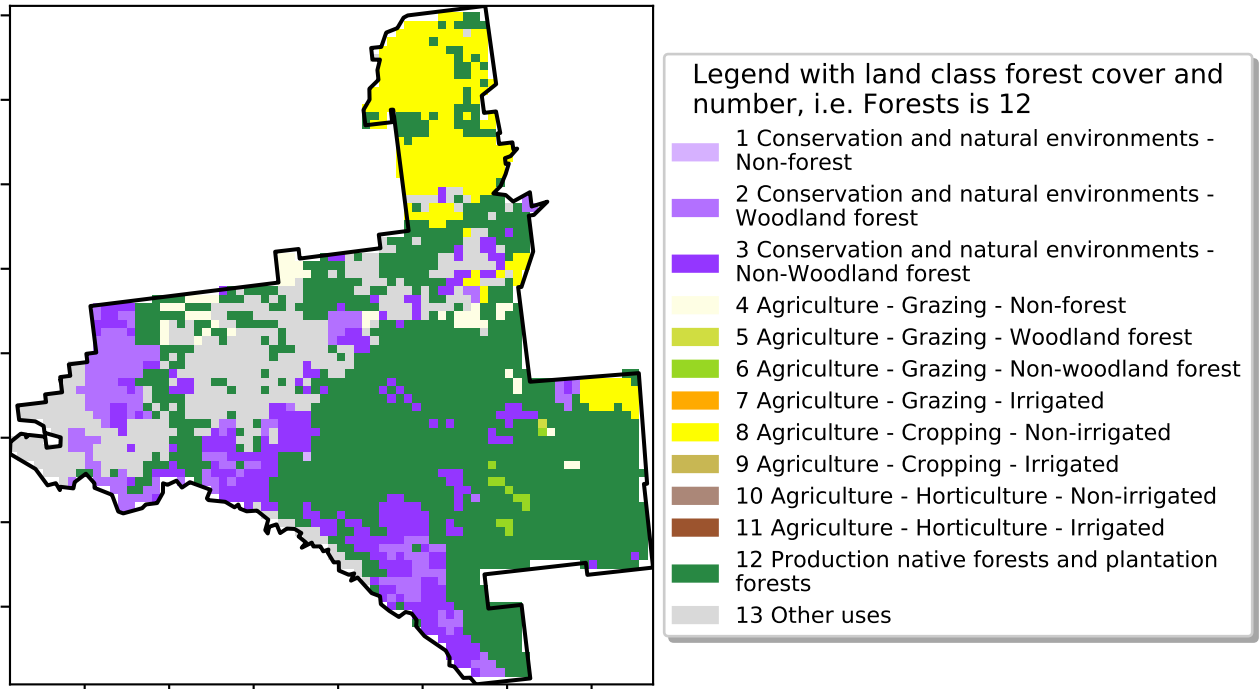 Legend with land class forest cover and
number, i.e. Forests is 12
1 Conservation and natural environments -
Non-forest
2 Conservation and natural environments -
Woodland forest
3 Conservation and natural environments -
Non-Woodland forest
4 Agriculture - Grazing - Non-forest
5 Agriculture - Grazing - Woodland forest
6 Agriculture - Grazing - Non-woodland forest
7 Agriculture - Grazing - Irrigated
8 Agriculture - Cropping - Non-irrigated
9 Agriculture - Cropping - Irrigated
10 Agriculture - Horticulture - Non-irrigated
11 Agriculture - Horticulture - Irrigated
12 Production native forests and plantation
forests
13 Other uses